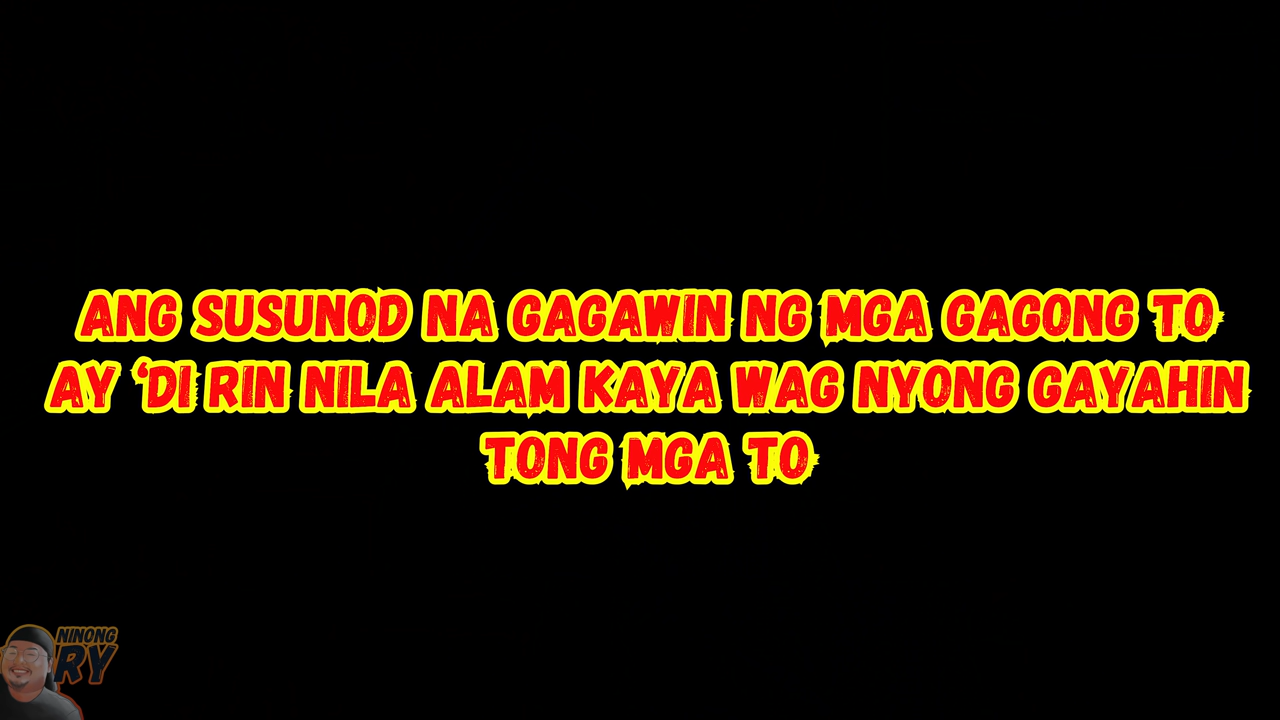 ANG SUSUNOD NA GAGAWIN NG MGA GAGONG TO
AY ‘DI RIN NILA ALAM KAYA WAG NYONG GAYAHIN
TONG MGA TO
NINONG
RY